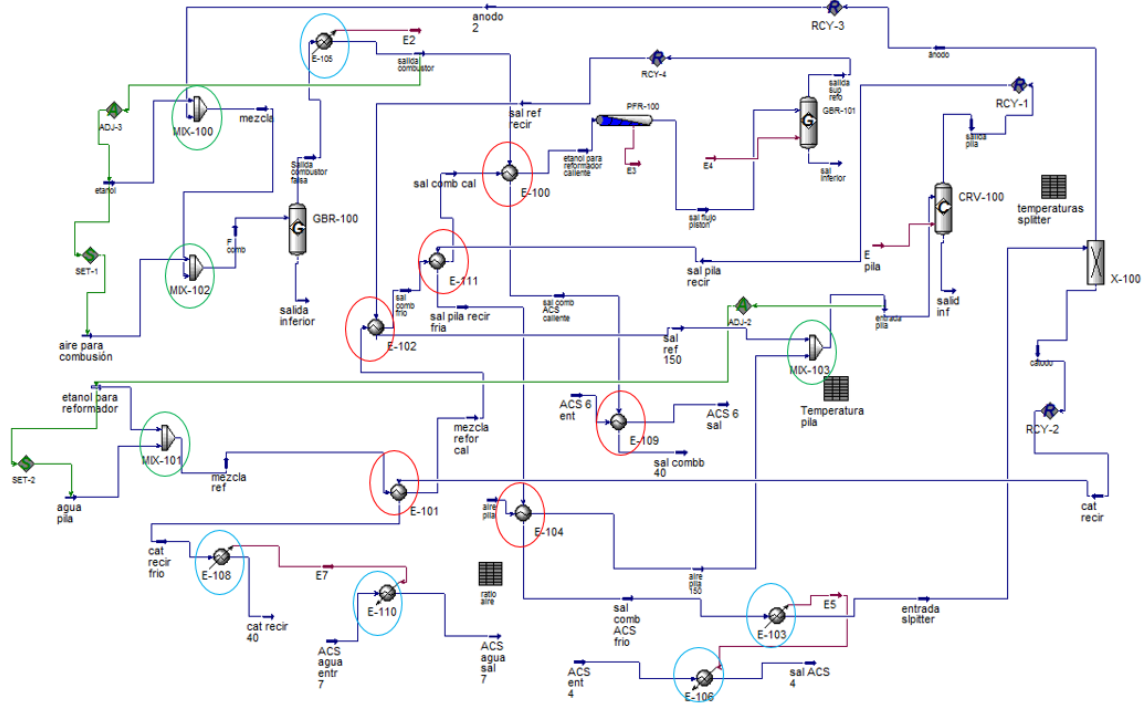 anodo
2
RCY-3
anodo
E2
E-105
salida
combustor
RCY-4
salida
sup
refo
RCY-1
ADJ-3
MIX-100
mezcla
sal ref
recir
PFR-100
GBR-101
salida
pila
etanol
Salida
combustor
falsa
etanol para
reformador
caliente
E3
E4
sal
inferior
E-100
sal comb cal
GBR-100
F
comb
sal flujo
piston
CRV-100
temperaturas
splitter
SET-1
MIX-102
E-111
sal pila
recir
E
pila
X-100
salida
inferior
sal
comb
frio
sal pila recir
fria
sal comb
ACS
caliente
entrada
pila
salid
inf
aire para
combusión
E-102
ADJ-2
sal
ref
150
MIX-103
catodo
etanol para
reformador
Temperatura
pila
ACS 6
ent
ACS 6
sal
E-109
mezcla
refor
cal
RCY-2
MIX-101
sal combb
40
SET-2
mezcla
ref
agua
pila
E-101
aire
pila
E-104
cat
recir
cat
recir
frio
E-108
E7
ratio
aire
aire
pila
150
E-110
sal
comb
ACS
frio
E5
entrada
slpitter
cat recir
40
E-103
ACS
agua
entr
7
ACS
agua
sal
7
ACS
ent
4
E-106
sal ACS
4